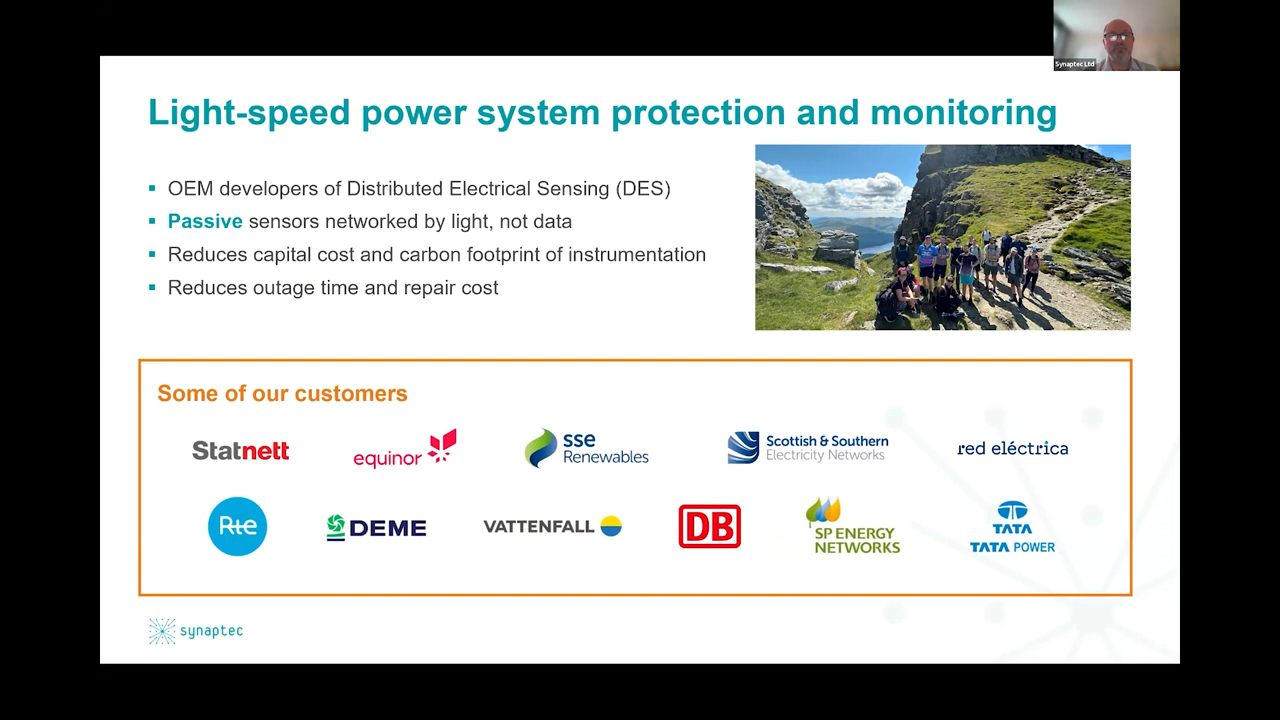 Synaptec Ltd
Light-speed power system protection and monitoring
OEM developers of Distributed Electrical Sensing (DES)
Passive sensors networked by light, not data
Reduces capital cost and carbon footprint of instrumentation
Reduces outage time and repair cost
Some of our customers
Statnett
equinor
sse
Renewables
Scottish & Southern
Electricity Networks
red eléctrica
Rte
DEME
VATTENFALL
DB
SP ENERGY
NETWORKS
TATA
TATA POWER
synaptec